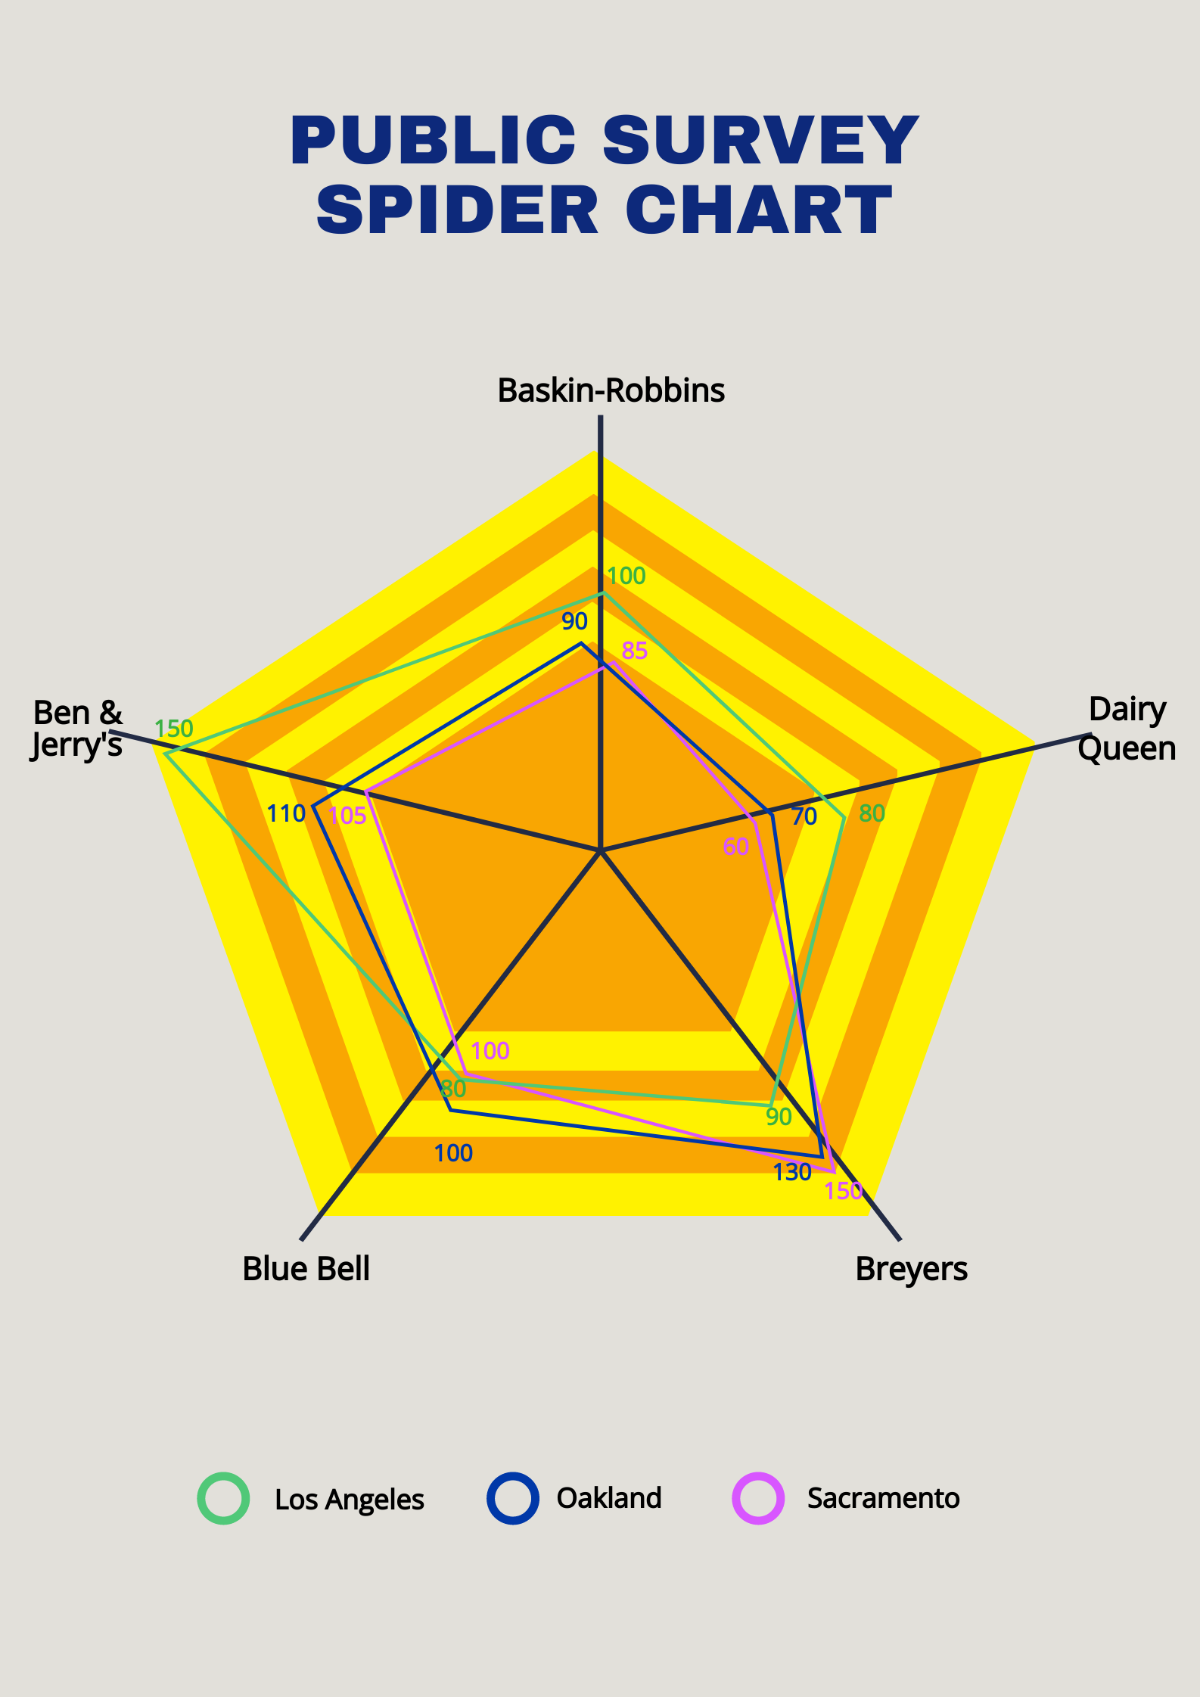 PUBLIC SURVEY
SPIDER CHART
Baskin-Robbins
100
90
85
Ben &
Jerry's
150
Dairy
Queen
110
105
70
80
60
100
80
90
100
130
150
Blue Bell
Breyers
Los Angeles
Oakland
Sacramento